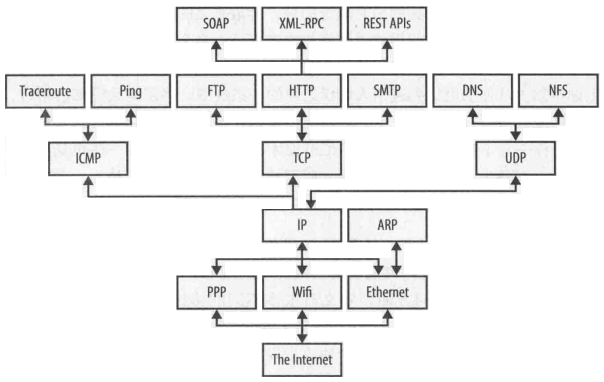 SOAP
XML-RPC
REST APIs
Traceroute
Ping
FTP
HTTP
SMTP
DNS
NFS
ICMP
TCP
UDP
IP
ARP
PPP
Wifi
Ethernet
The Internet